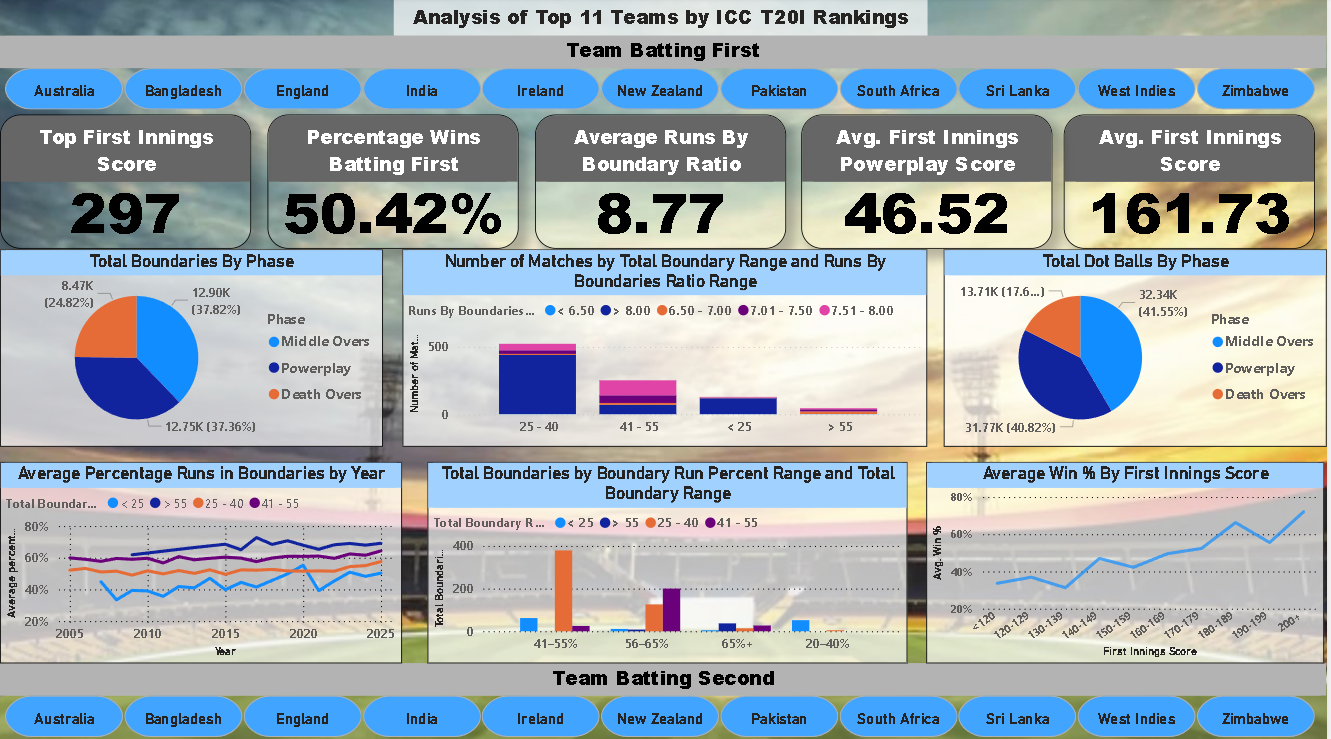 Analysis of Top 11 Teams by ICC T20I Rankings
Team Batting First
Australia
Bangladesh
England
India
Ireland
New Zealand
Pakistan
South Africa
Sri Lanka
West Indies
Zimbabwe
Top First Innings
Score
297
Percentage Wins
Batting First
50.42%
Average Runs By
Boundary Ratio
8.77
Avg. First Innings
Powerplay Score
46.52
Avg. First Innings
Score
161.73
Total Boundaries By Phase
8.47K
(24.82%)
12.90K
(37.82%)
12.75K (37.36%)
Phase
Middle Overs
Powerplay
Death Overs
Number of Matches by Total Boundary Range and Runs By
Boundaries Ratio Range
Runs By Boundaries... < 6.50 > 8.00 6.50 - 7.00 7.01 - 7.50 7.51 - 8.00
Number of Mat...
500
0
25 - 40 41 - 55 < 25 > 55
Total Dot Balls By Phase
13.71K (17.6...)
32.34K
(41.55%)
31.77K (40.82%)
Phase
Middle Overs
Powerplay
Death Overs
Average Percentage Runs in Boundaries by Year
Total Boundar... < 25 > 55 25 - 40 41 - 55
Average percent...
80%
60%
40%
20%
2005 2010 2015 2020 2025
Year
Total Boundaries by Boundary Run Percent Range and Total
Boundary Range
Total Boundary R... < 25 > 55 25 - 40 41 - 55
Total Boundari...
400
200
0
41–55% 56–65% 65%+ 20–40%
Average Win % By First Innings Score
Avg. Win %
80%
60%
40%
20%
<120 120-129 130-139 140-149 150-159 160-169 170-179 180-189 190-199 200+
First Innings Score
Team Batting Second
Australia
Bangladesh
England
India
Ireland
New Zealand
Pakistan
South Africa
Sri Lanka
West Indies
Zimbabwe